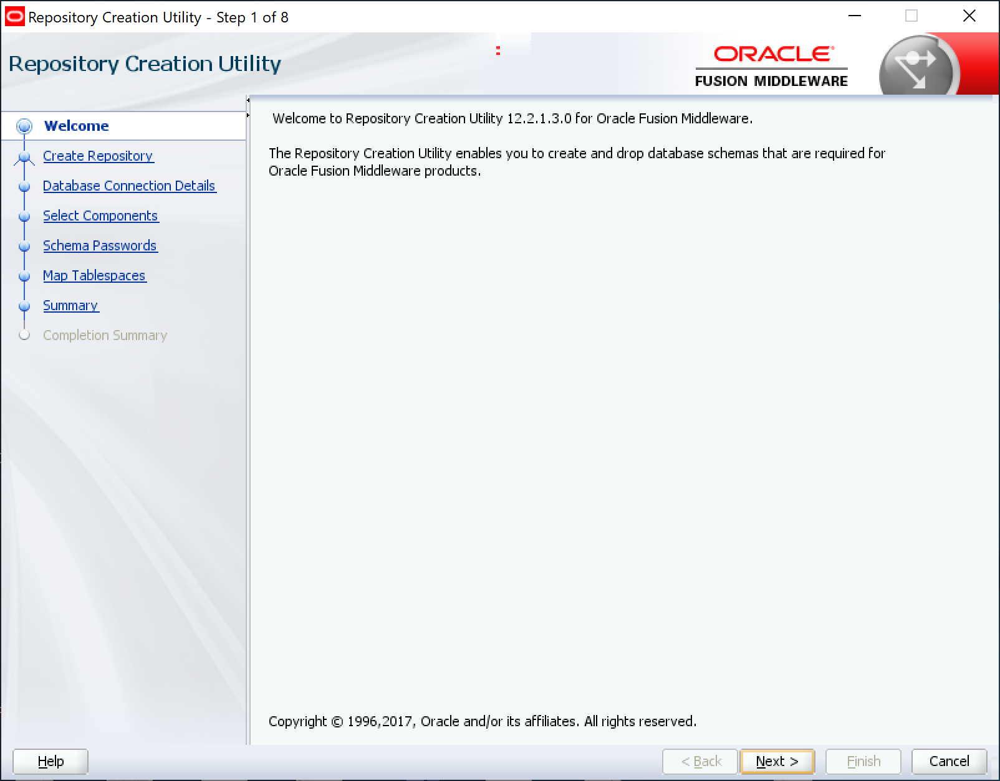 Repository Creation Utility - Step 1 of 8
Repository Creation Utility
ORACLE
FUSION MIDDLEWARE
Welcome
Create Repository
Database Connection Details
Select Components
Schema Passwords
Map Tablespaces
Summary
Completion Summary
Welcome to Repository Creation Utility 12.2.1.3.0 for Oracle Fusion Middleware.
The Repository Creation Utility enables you to create and drop database schemas that are required for
Oracle Fusion Middleware products.
Copyright © 1996,2017, Oracle and/or its affiliates. All rights reserved.
Help
< Back
Next >
Finish
Cancel